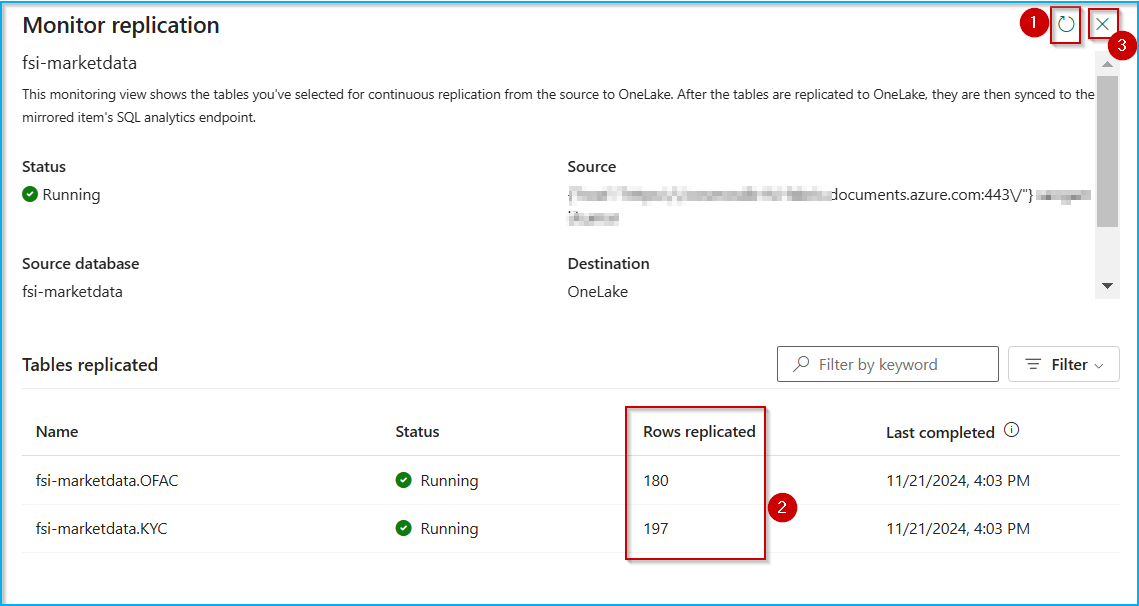 Monitor replication
1
3
fsi-marketdata
This monitoring view shows the tables you've selected for continuous replication from the source to OneLake. After the tables are replicated to OneLake, they are then synced to the
mirrored item's SQL analytics endpoint.
Status
Source
Running
documents.azure.com:443\/"}
Source database
Destination
fsi-marketdata
OneLake
Tables replicated
Filter by keyword
Filter
Name Status Rows replicated Last completed
fsi-marketdata.OFAC Running 180 11/21/2024, 4:03 PM
2
fsi-marketdata.KYC Running 197 11/21/2024, 4:03 PM